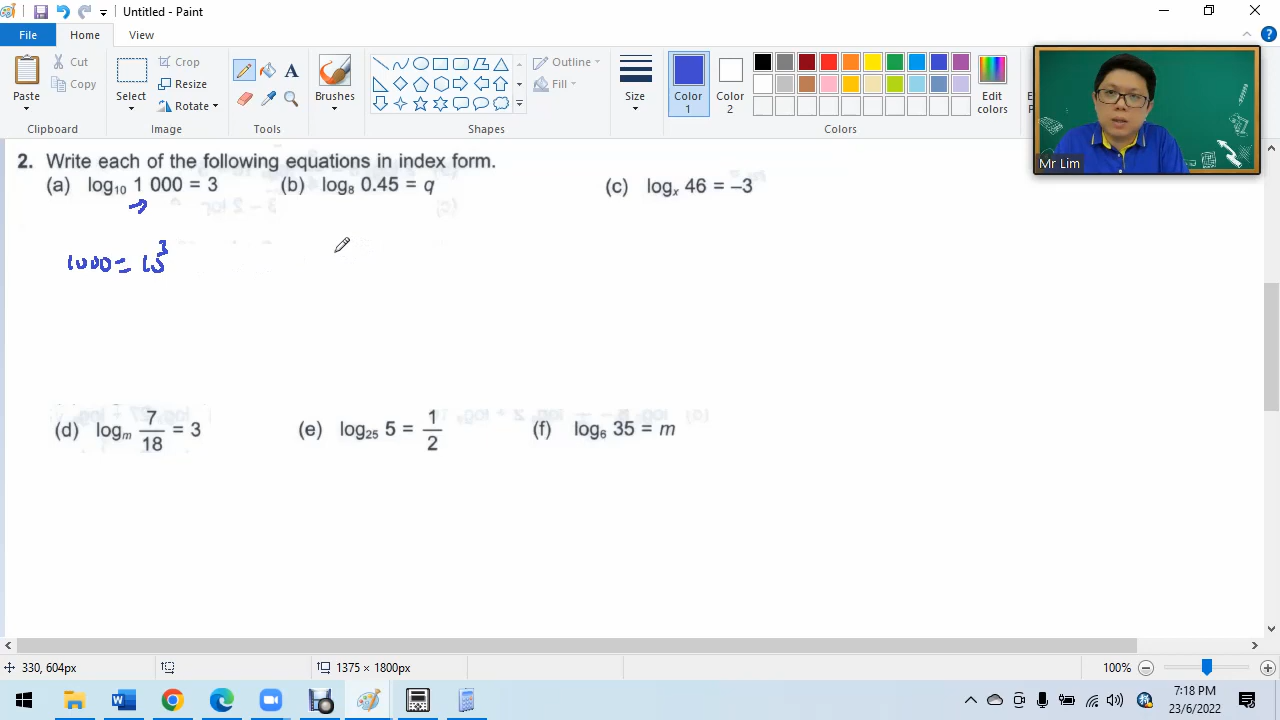 Untitled - Paint
File Home View
Paste
Cut
Copy
Clipboard
Select
Crop
Resize
Rotate
Image
Tools
Brushes
Outline
Fill
Shapes
Size
Color 1
Color 2
Edit colors
Colors
Mr Lim
2. Write each of the following equations in index form.
(a) log₁₀ 1 000 = 3 (b) log₈ 0.45 = q (c) logₓ 46 = –3
1000 = 10³
(d) logₘ 7/18 = 3 (e) log₂₅ 5 = 1/2 (f) log₆ 35 = m
330, 604px
1375 × 1800px
100%
7:18 PM
23/6/2022